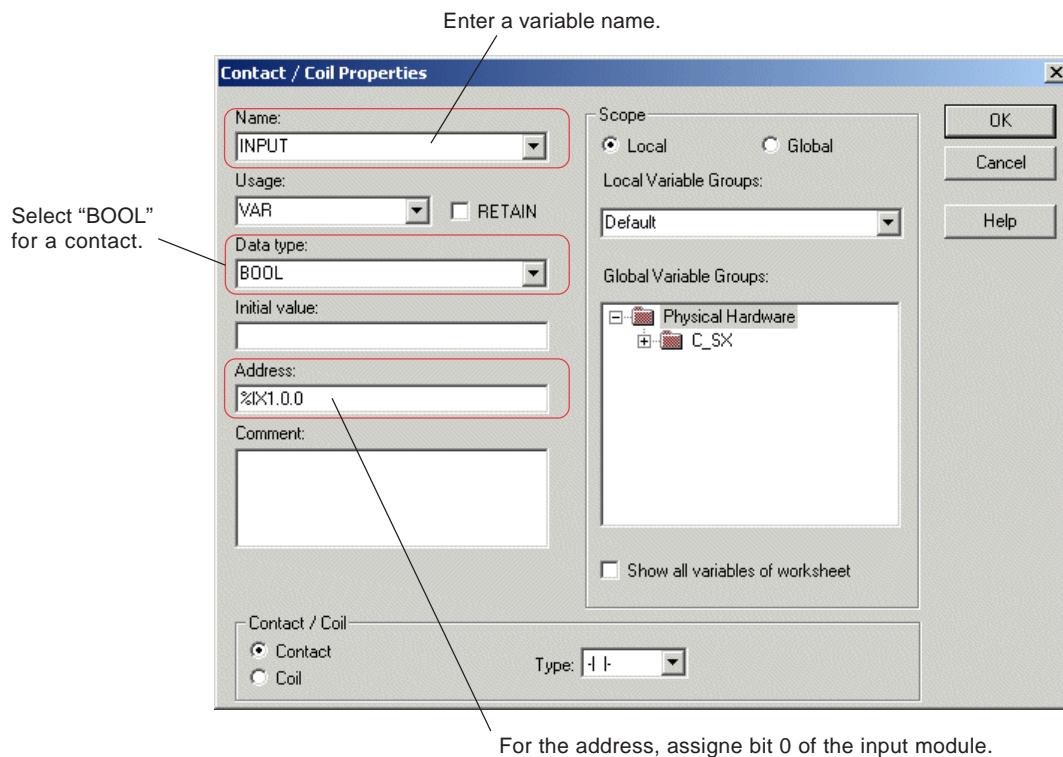 Enter a variable name.
Contact / Coil Properties
Name:
INPUT
Usage:
VAR
RETAIN
Select “BOOL”
for a contact.
Data type:
BOOL
Initial value:
Address:
%IX1.0.0
Comment:
Scope
Local
Global
Local Variable Groups:
Default
Global Variable Groups:
Physical Hardware
C_SX
Show all variables of worksheet
OK
Cancel
Help
Contact / Coil
Contact
Coil
Type: -| |-
For the address, assigne bit 0 of the input module.